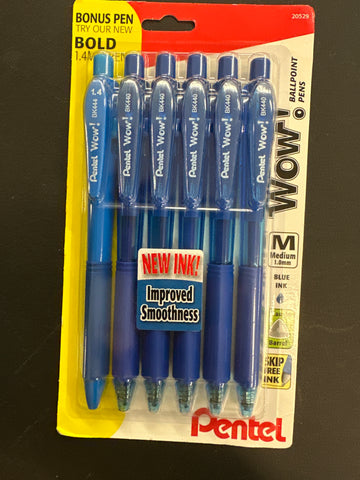 BONUS PEN
TRY OUR NEW
BOLD
20529
1.4
BK444
Pentel Wow!
BK440
Pentel Wow!
BK440
Pentel Wow!
BK440
Pentel Wow!
BK440
Pentel Wow!
BK440
Pentel Wow!
Wow!
BALLPOINT
PENS
M
Medium
1.0mm
BLUE
INK
Barrel
SKIP
FREE
INK
NEW INK!
Improved
Smoothness
Pentel